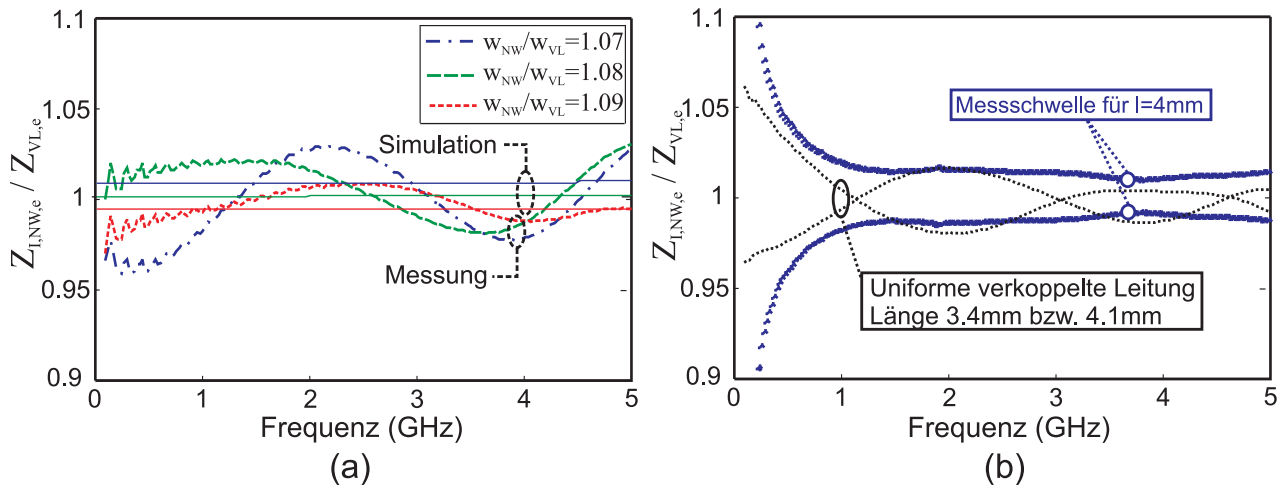 1.1
1.05
1
0.95
0.9
Z_I,NW,e / Z_VL,e
w_NW/w_VL=1.07
w_NW/w_VL=1.08
w_NW/w_VL=1.09
Simulation
Messung
0 1 2 3 4 5
Frequenz (GHz)
(a)
1.1
1.05
1
0.95
0.9
Z_I,NW,e / Z_VL,e
Messschwelle für l=4mm
Uniforme verkoppelte Leitung
Länge 3.4mm bzw. 4.1mm
0 1 2 3 4 5
Frequenz (GHz)
(b)